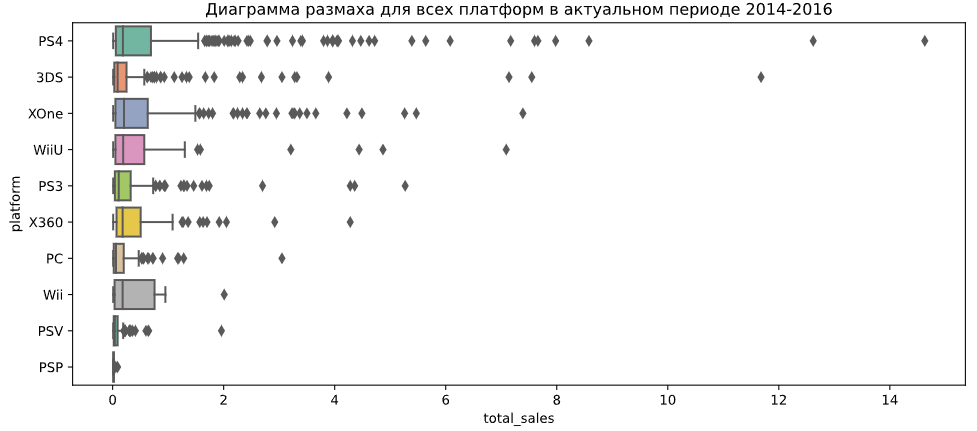 Диаграмма размаха для всех платформ в актуальном периоде 2014-2016
platform
PS4
3DS
XOne
WiiU
PS3
X360
PC
Wii
PSV
PSP
0 2 4 6 8 10 12 14
total_sales